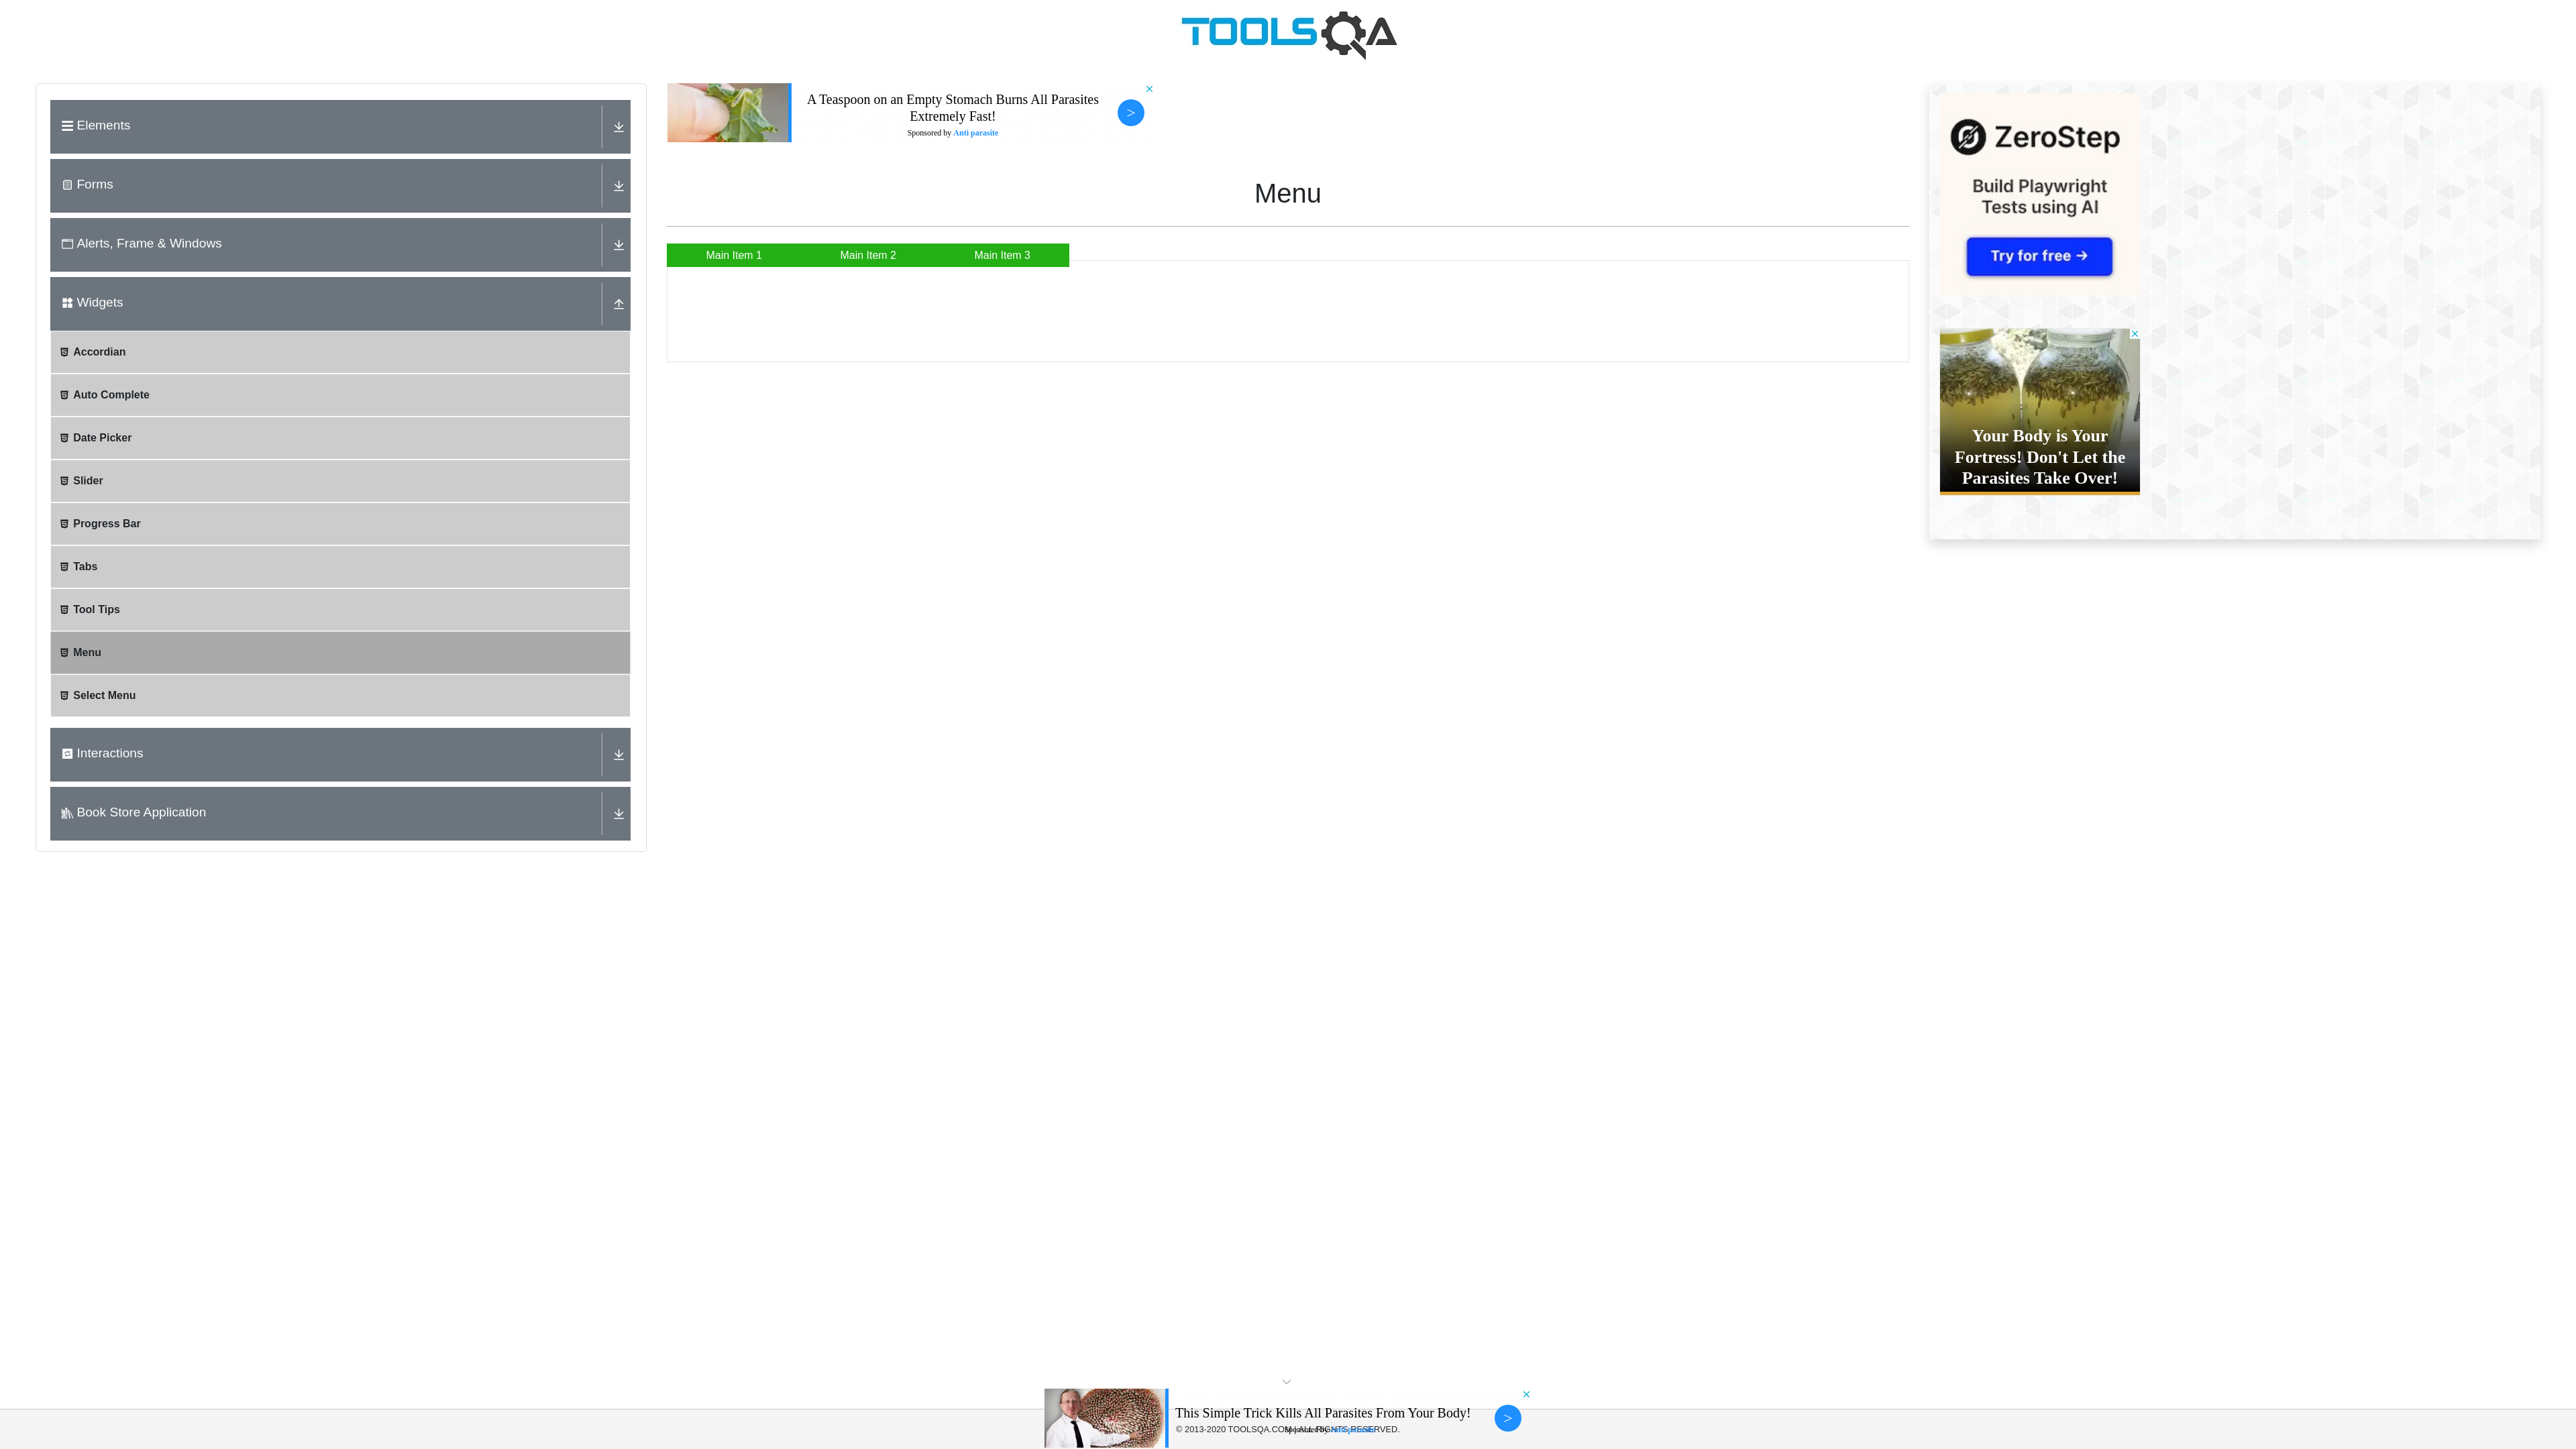 TOOLSQA
Elements
Forms
Alerts, Frame & Windows
Widgets
Accordian
Auto Complete
Date Picker
Slider
Progress Bar
Tabs
Tool Tips
Menu
Select Menu
Interactions
Book Store Application
A Teaspoon on an Empty Stomach Burns All Parasites
Extremely Fast!
Sponsored by Anti parasite
>
Menu
Main Item 1
Main Item 2
Main Item 3
ZeroStep
Build Playwright
Tests using AI
Try for free →
Your Body is Your
Fortress! Don't Let the
Parasites Take Over!
This Simple Trick Kills All Parasites From Your Body!
>
© 2013-2020 TOOLSQA.COM | ALL RIGHTS RESERVED.